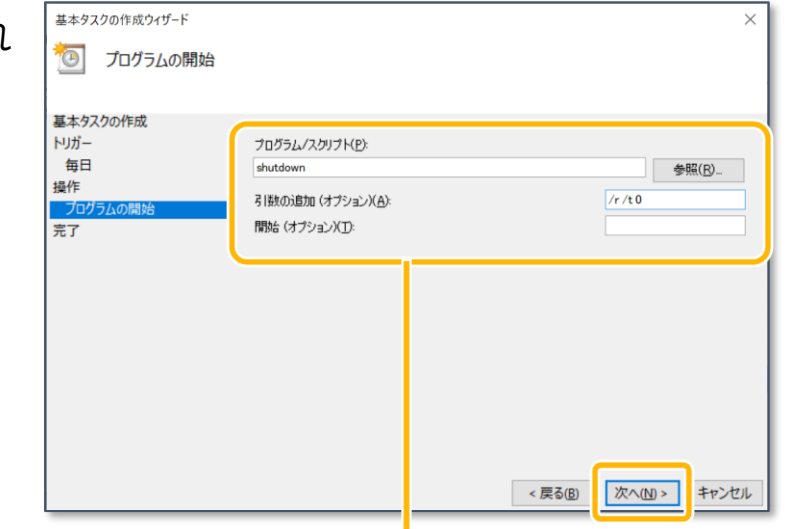 基本タスクの作成ウィザード
プログラムの開始
基本タスクの作成
トリガー
毎日
操作
プログラムの開始
完了
プログラム/スクリプト(P):
shutdown
参照(R)...
引数の追加 (オプション)(A):
/r /t 0
開始 (オプション)(T):
< 戻る(B)
次へ(N) >
キャンセル